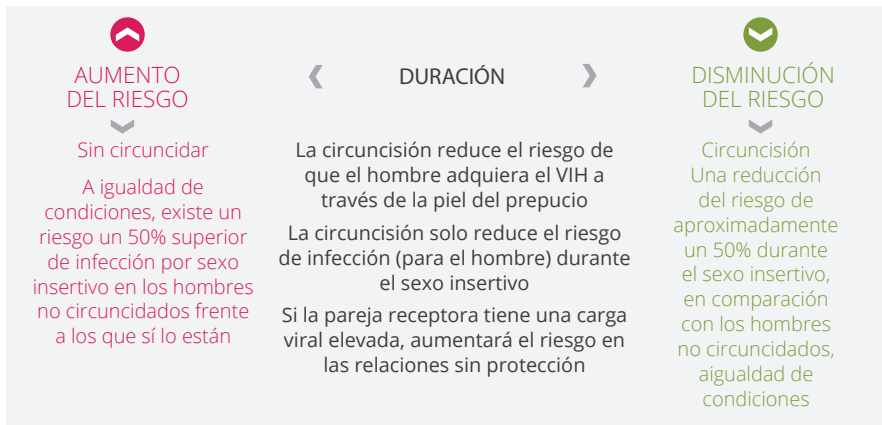 AUMENTO
DEL RIESGO
Sin circuncidar
A igualdad de
condiciones, existe un
riesgo un 50% superior
de infección por sexo
insertivo en los hombres
no circuncidados frente
a los que sí lo están
DURACIÓN
La circuncisión reduce el riesgo de
que el hombre adquiera el VIH a
través de la piel del prepucio
La circuncisión solo reduce el riesgo
de infección (para el hombre) durante
el sexo insertivo
Si la pareja receptora tiene una carga
viral elevada, aumentará el riesgo en
las relaciones sin protección
DISMINUCIÓN
DEL RIESGO
Circuncisión
Una reducción
del riesgo de
aproximadamente
un 50% durante
el sexo insertivo,
en comparación
con los hombres
no circuncidados,
aigualdad de
condiciones